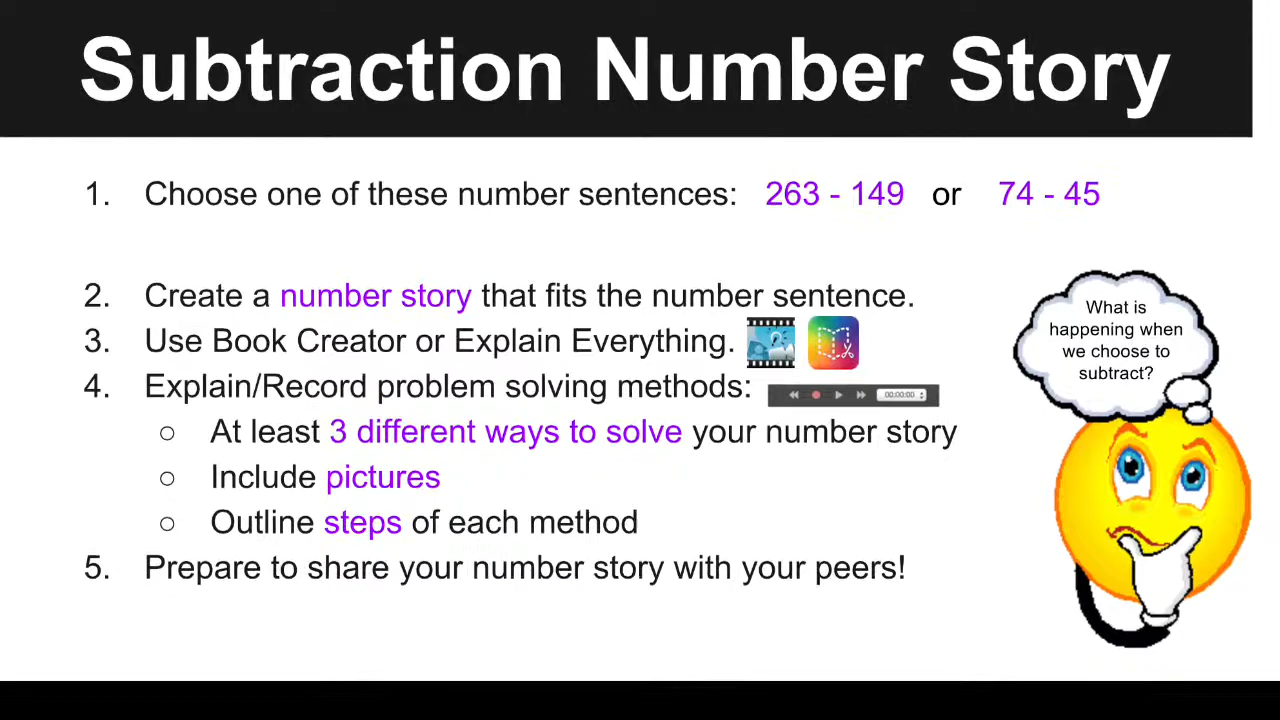 Subtraction Number Story
1. Choose one of these number sentences: 263 - 149 or 74 - 45
2. Create a number story that fits the number sentence.
3. Use Book Creator or Explain Everything.
4. Explain/Record problem solving methods:
00:00:00
○ At least 3 different ways to solve your number story
○ Include pictures
○ Outline steps of each method
5. Prepare to share your number story with your peers!
What is
happening when
we choose to
subtract?